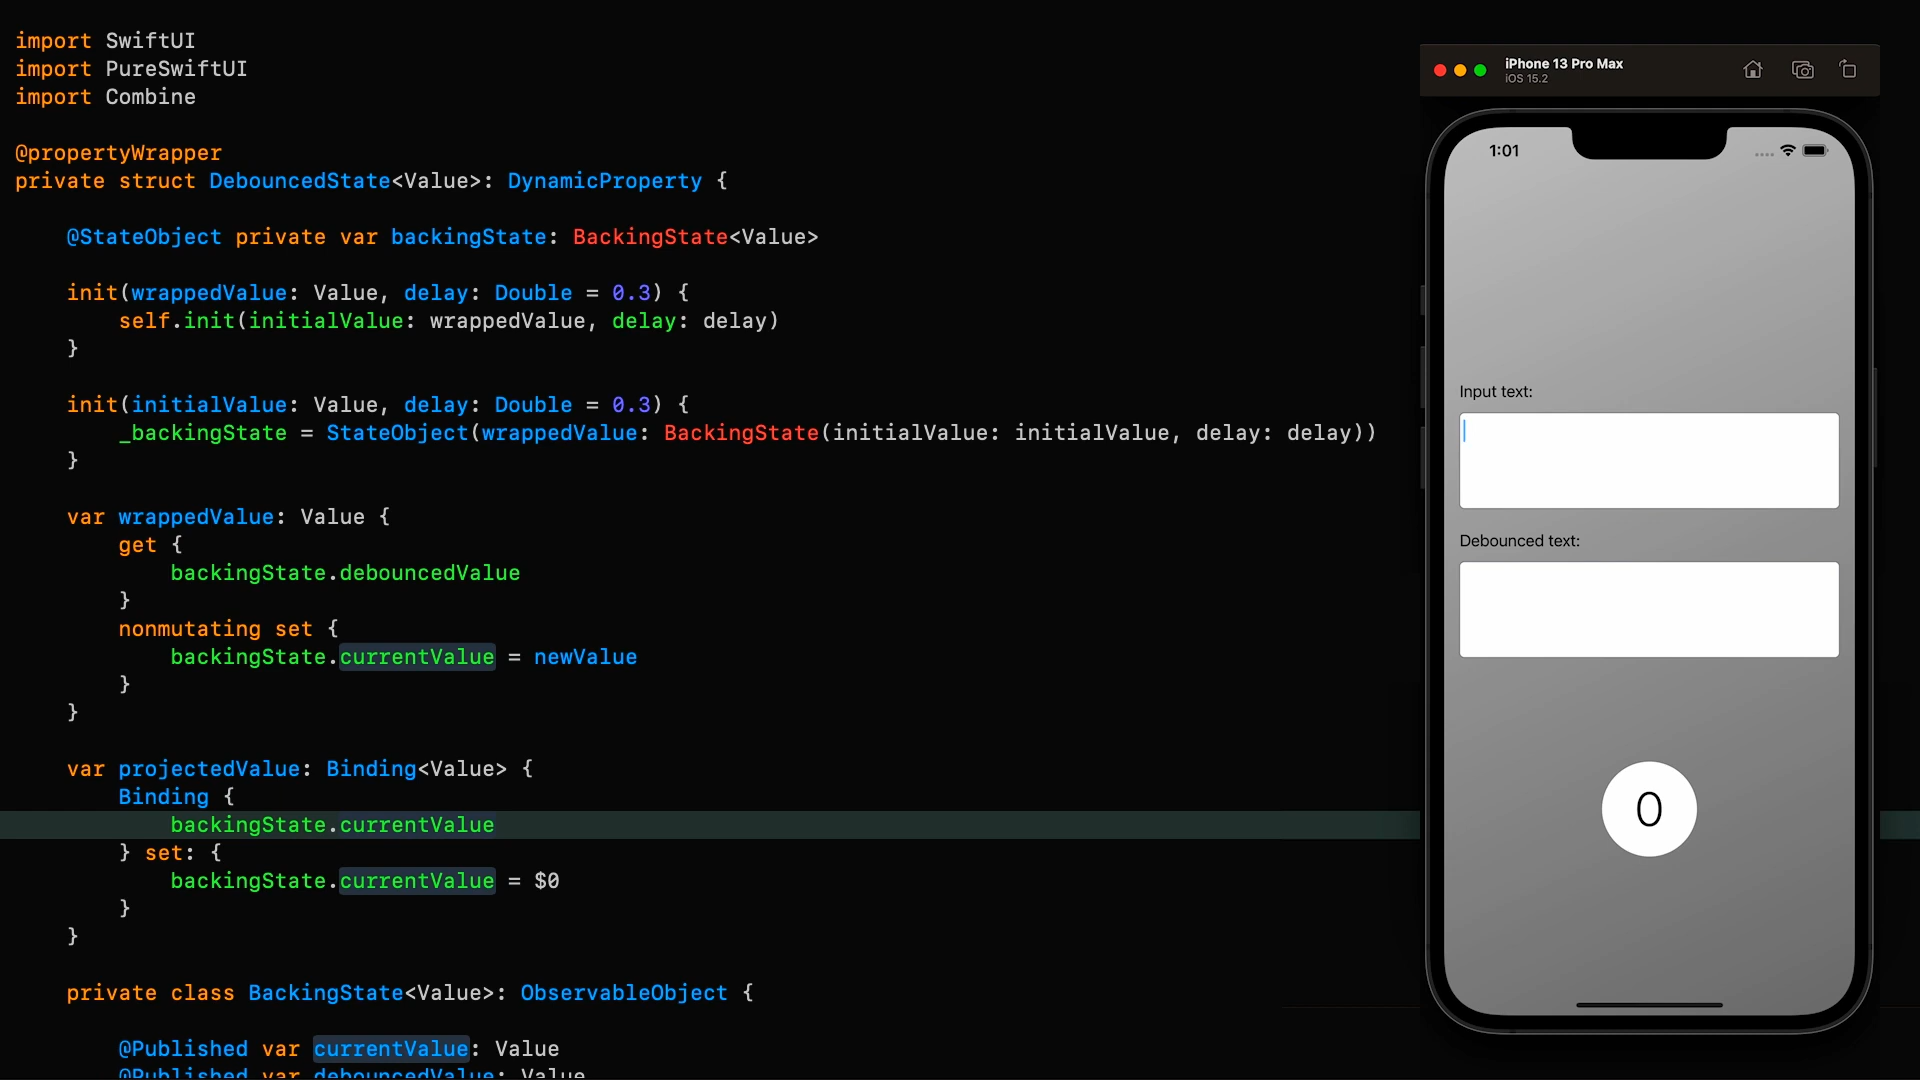 import SwiftUI
import PureSwiftUI
import Combine
@propertyWrapper
private struct DebouncedState<Value>: DynamicProperty {
@StateObject private var backingState: BackingState<Value>
init(wrappedValue: Value, delay: Double = 0.3) {
self.init(initialValue: wrappedValue, delay: delay)
}
init(initialValue: Value, delay: Double = 0.3) {
_backingState = StateObject(wrappedValue: BackingState(initialValue: initialValue, delay: delay))
}
var wrappedValue: Value {
get {
backingState.debouncedValue
}
nonmutating set {
backingState.currentValue = newValue
}
}
var projectedValue: Binding<Value> {
Binding {
backingState.currentValue
} set: {
backingState.currentValue = $0
}
}
private class BackingState<Value>: ObservableObject {
@Published var currentValue: Value
@Published var debouncedValue: Value
iPhone 13 Pro Max
iOS 15.2
1:01
Input text:
Debounced text:
0